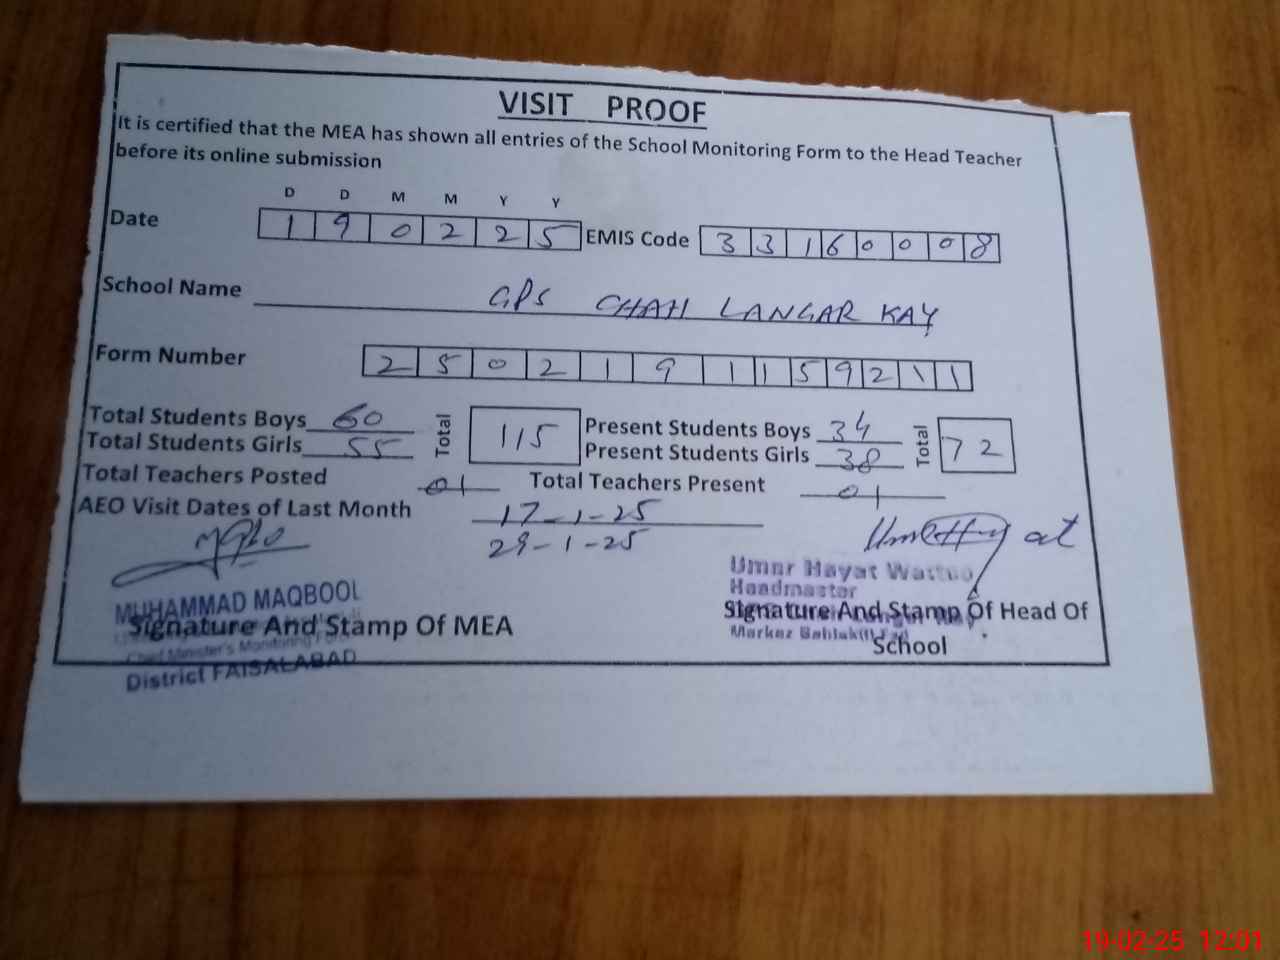 VISIT PROOF
It is certified that the MEA has shown all entries of the School Monitoring Form to the Head Teacher
before its online submission
D D M M Y Y
Date 1 9 0 2 2 5 EMIS Code 3 3 1 6 0 0 0 8
School Name GPS CHAH LANGAR KAY
Form Number 2 5 0 2 1 9 1 1 5 9 2 1 1
Total Students Boys 60 Total 115 Present Students Boys 34 Total 72
Total Students Girls 55 Present Students Girls 38
Total Teachers Posted 01 Total Teachers Present 01
AEO Visit Dates of Last Month 17-1-25
29-1-25
Umar Hayat Wattoo
Headmaster
MUHAMMAD MAQBOOL
Signature And Stamp Of MEA
Signature And Stamp Of Head Of
School
Chief Minister's Monitoring Force
District FAISALABAD
Markaz
19-02-25 12:01